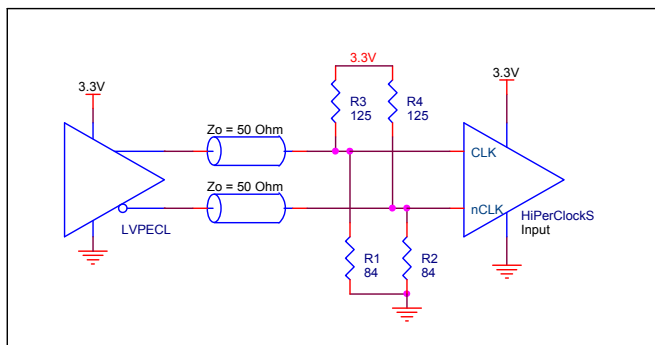 3.3V
3.3V
3.3V
R3
125
R4
125
Zo = 50 Ohm
CLK
Zo = 50 Ohm
nCLK
HiPerClockS
Input
LVPECL
R1
84
R2
84